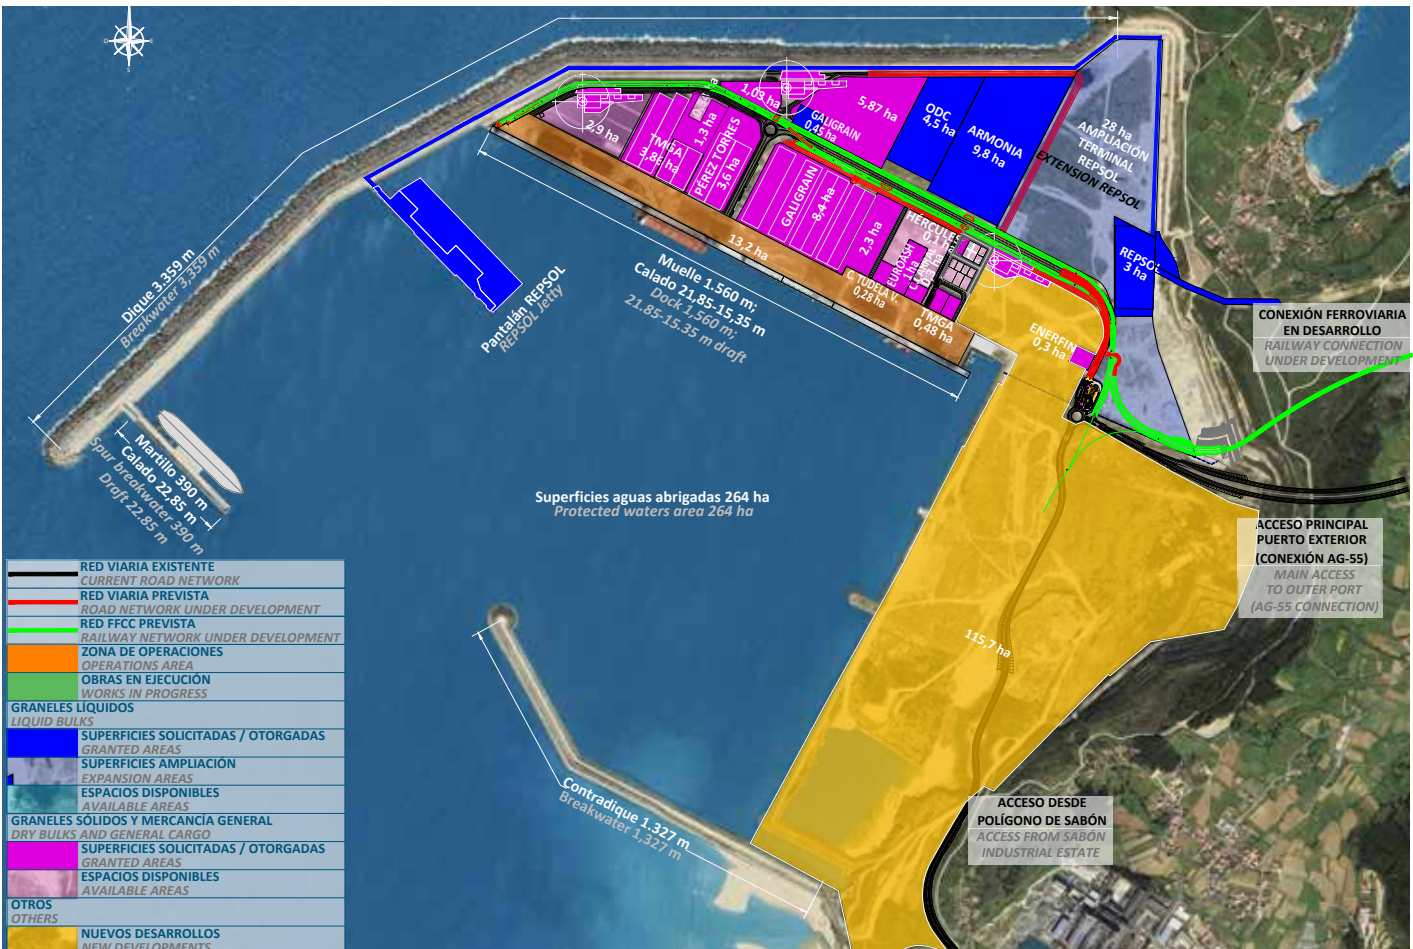 Dique 3.359 m
Breakwater 3,359 m
Martillo 390 m
Calado 22,85 m
Spur breakwater 390 m
Draft 22.85 m
Pantalán REPSOL
REPSOL Jetty
Muelle 1.560 m;
Calado 21,85-15,35 m
Dock 1,560 m;
21.85-15.35 m draft
13,2 ha
2,9 ha
TMGA
3,86 ha
1,3 ha
PÉREZ TORRES
3,6 ha
1,03 ha
GALIGRAIN
0,45 ha
5,87 ha
ODC
4,5 ha
ARMONIA
9,8 ha
28 ha
AMPLIACIÓN
TERMINAL
REPSOL
EXTENSION REPSOL
REPSOL
3 ha
GALIGRAIN
8,4 ha
2,3 ha
HÉRCULES
EUROASH
1 ha
C. TUDELA V.
0,28 ha
TMGA
0,48 ha
ENERFIN
0,3 ha
CONEXIÓN FERROVIARIA
EN DESARROLLO
RAILWAY CONNECTION
UNDER DEVELOPMENT
Superficies aguas abrigadas 264 ha
Protected waters area 264 ha
ACCESO PRINCIPAL
PUERTO EXTERIOR
(CONEXIÓN AG-55)
MAIN ACCESS
TO OUTER PORT
(AG-55 CONNECTION)
115,7 ha
Contradique 1.327 m
Breakwater 1,327 m
ACCESO DESDE
POLÍGONO DE SABÓN
ACCESS FROM SABÓN
INDUSTRIAL ESTATE
RED VIARIA EXISTENTE
CURRENT ROAD NETWORK
RED VIARIA PREVISTA
ROAD NETWORK UNDER DEVELOPMENT
RED FFCC PREVISTA
RAILWAY NETWORK UNDER DEVELOPMENT
ZONA DE OPERACIONES
OPERATIONS AREA
OBRAS EN EJECUCIÓN
WORKS IN PROGRESS
GRANELES LÍQUIDOS
LIQUID BULKS
SUPERFICIES SOLICITADAS / OTORGADAS
GRANTED AREAS
SUPERFICIES AMPLIACIÓN
EXPANSION AREAS
ESPACIOS DISPONIBLES
AVAILABLE AREAS
GRANELES SÓLIDOS Y MERCANCÍA GENERAL
DRY BULKS AND GENERAL CARGO
SUPERFICIES SOLICITADAS / OTORGADAS
GRANTED AREAS
ESPACIOS DISPONIBLES
AVAILABLE AREAS
OTROS
OTHERS
NUEVOS DESARROLLOS
NEW DEVELOPMENTS